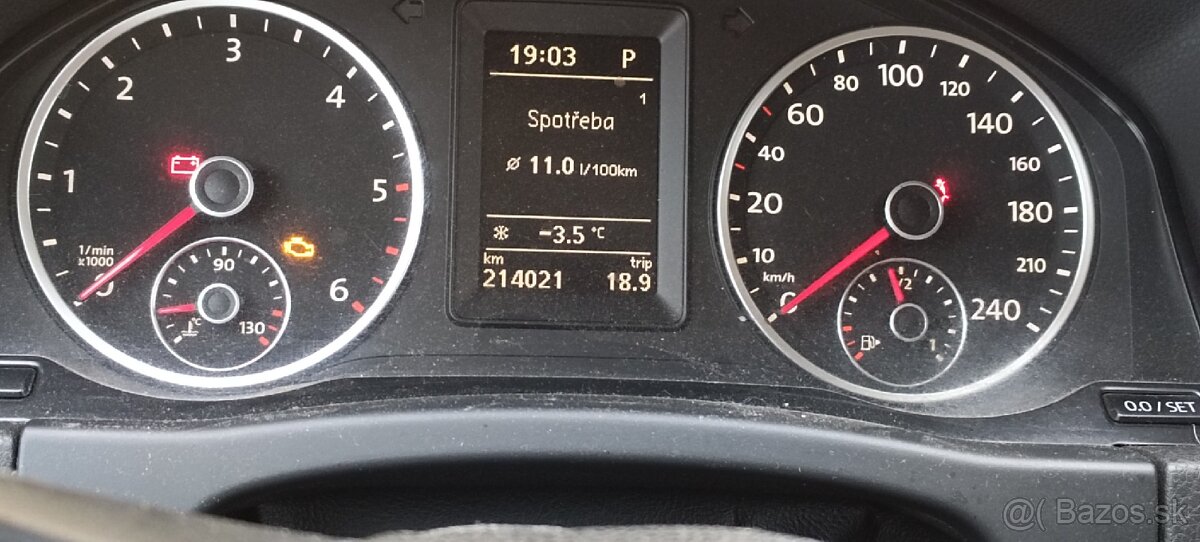 19:03 P
1
Spotřeba
ø 11.0 l/100km
-3.5 °C
km trip
214021 18.9
0 1 2 3 4 5 6
1/min
x1000
90
130
°C
0 10 20 40 60 80 100 120 140 160 180 210 240
km/h
1/2
1
0.0 / SET
@( Bazos.sk